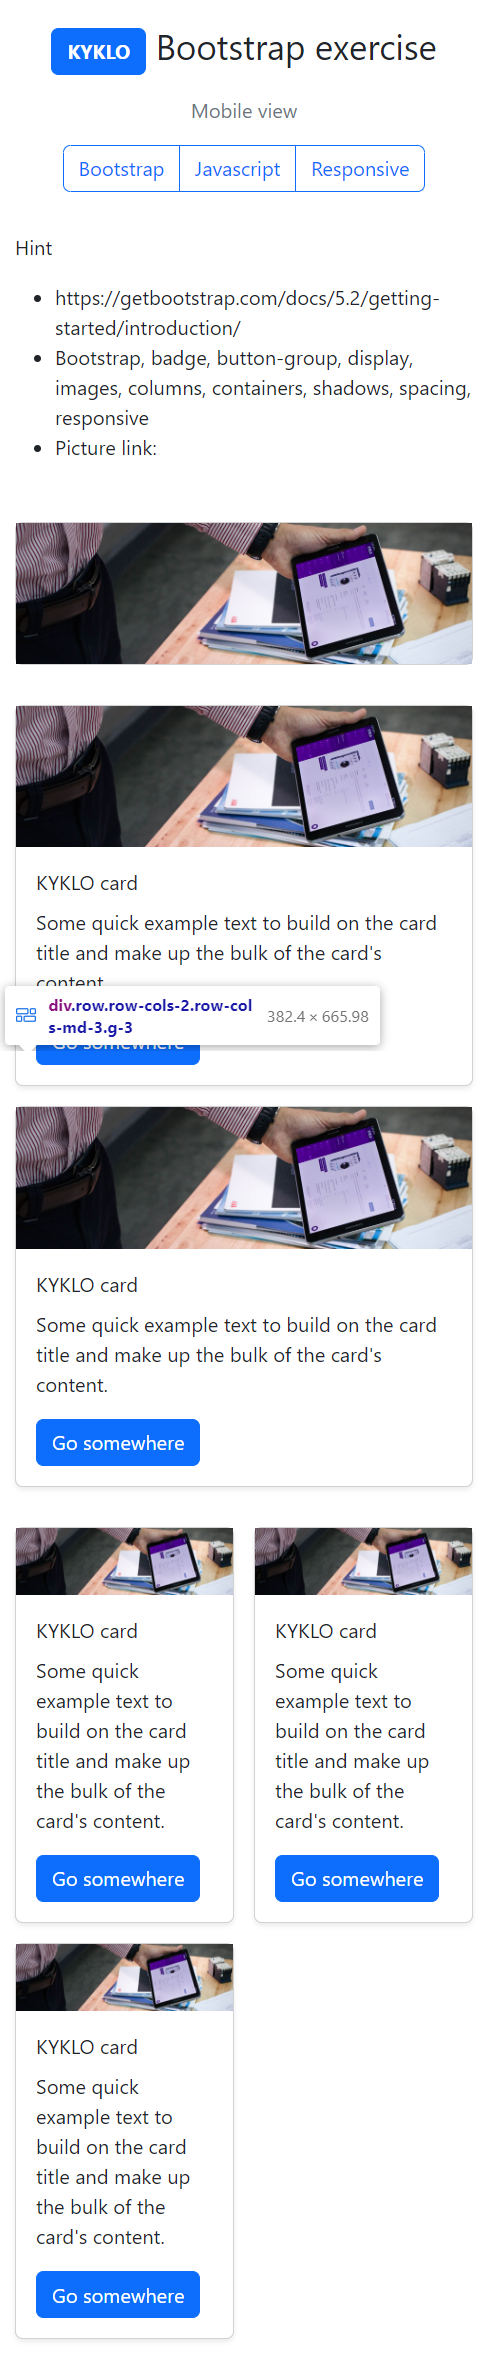 KYKLO Bootstrap exercise
Mobile view
Bootstrap Javascript Responsive
Hint
https://getbootstrap.com/docs/5.2/getting-
started/introduction/
Bootstrap, badge, button-group, display,
images, columns, containers, shadows, spacing,
responsive
Picture link:
KYKLO card
Some quick example text to build on the card
title and make up the bulk of the card's
content.
div.row.row-cols-2.row-col
s-md-3.g-3
382.4 × 665.98
Go somewhere
KYKLO card
Some quick example text to build on the card
title and make up the bulk of the card's
content.
Go somewhere
KYKLO card
Some quick
example text to
build on the card
title and make up
the bulk of the
card's content.
Go somewhere
KYKLO card
Some quick
example text to
build on the card
title and make up
the bulk of the
card's content.
Go somewhere
KYKLO card
Some quick
example text to
build on the card
title and make up
the bulk of the
card's content.
Go somewhere